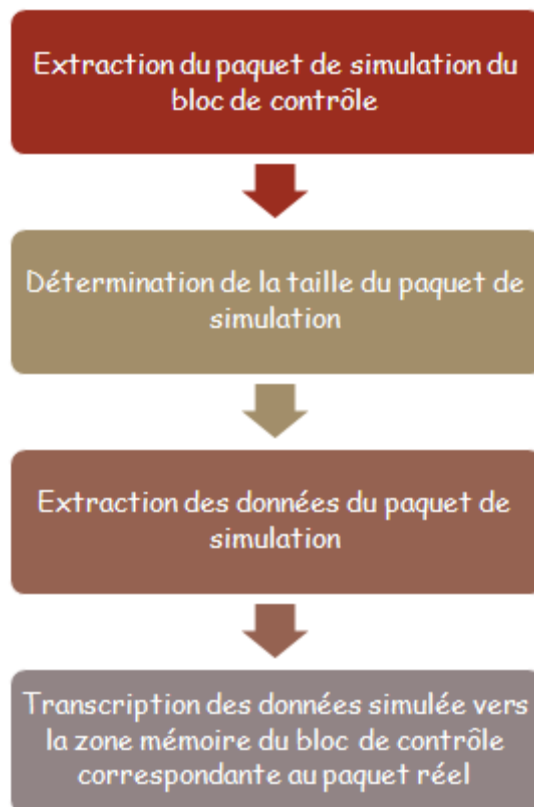 Extraction du paquet de simulation du
bloc de contrôle
Détermination de la taille du paquet de
simulation
Extraction des données du paquet de
simulation
Transcription des données simulée vers
la zone mémoire du bloc de contrôle
correspondante au paquet réel